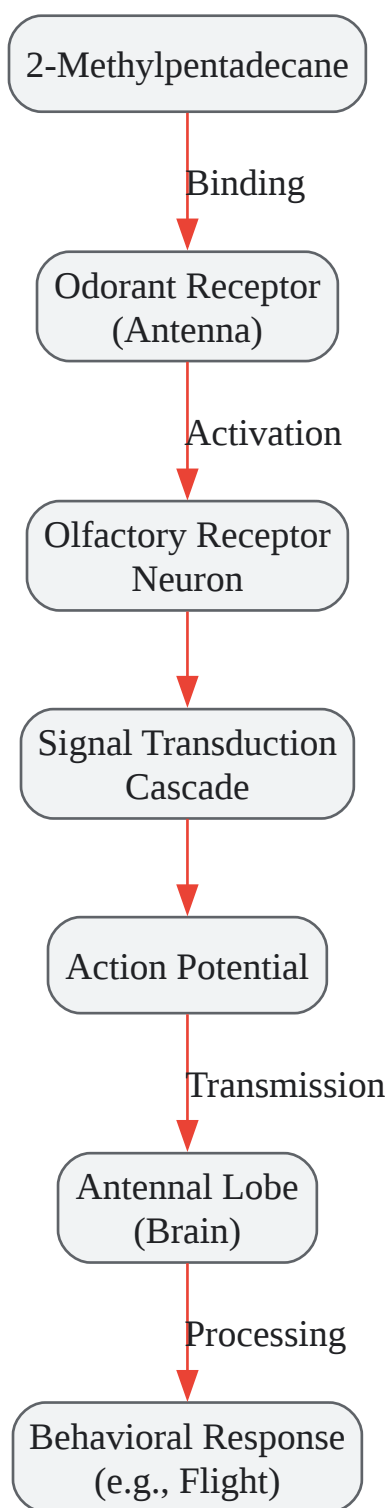 2-Methylpentadecane
Binding
Odorant Receptor
(Antenna)
Activation
Olfactory Receptor
Neuron
Signal Transduction
Cascade
Action Potential
Transmission
Antennal Lobe
(Brain)
Processing
Behavioral Response
(e.g., Flight)